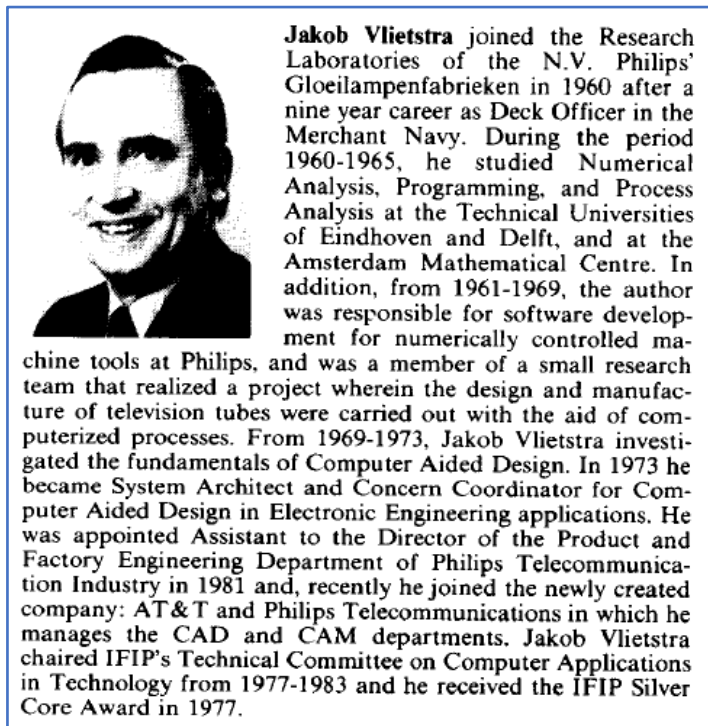 Jakob Vlietstra joined the Research
Laboratories of the N.V. Philips'
Gloeilampenfabrieken in 1960 after a
nine year career as Deck Officer in the
Merchant Navy. During the period
1960-1965, he studied Numerical
Analysis, Programming, and Process
Analysis at the Technical Universities
of Eindhoven and Delft, and at the
Amsterdam Mathematical Centre. In
addition, from 1961-1969, the author
was responsible for software develop-
ment for numerically controlled ma-
chine tools at Philips, and was a member of a small research
team that realized a project wherein the design and manufac-
ture of television tubes were carried out with the aid of com-
puterized processes. From 1969-1973, Jakob Vlietstra investi-
gated the fundamentals of Computer Aided Design. In 1973 he
became System Architect and Concern Coordinator for Com-
puter Aided Design in Electronic Engineering applications. He
was appointed Assistant to the Director of the Product and
Factory Engineering Department of Philips Telecommunica-
tion Industry in 1981 and, recently he joined the newly created
company: AT&T and Philips Telecommunications in which he
manages the CAD and CAM departments. Jakob Vlietstra
chaired IFIP's Technical Committee on Computer Applications
in Technology from 1977-1983 and he received the IFIP Silver
Core Award in 1977.